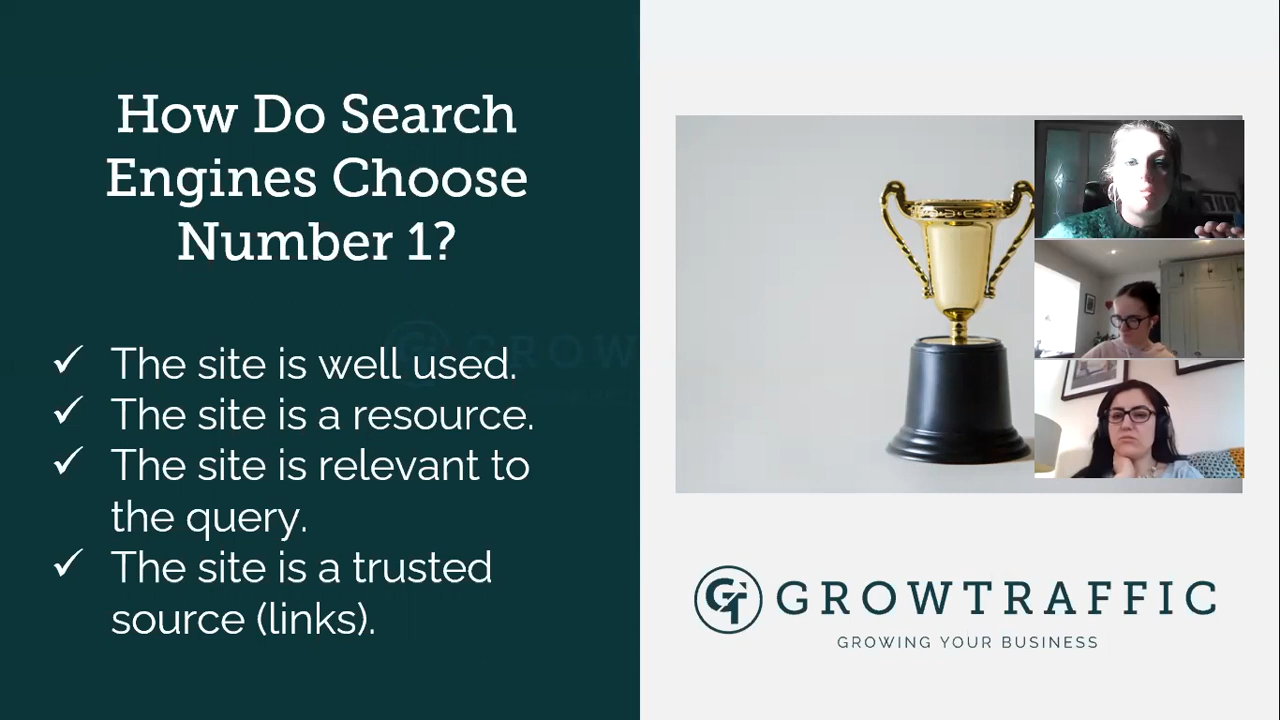 How Do Search
Engines Choose
Number 1?
✓ The site is well used.
✓ The site is a resource.
✓ The site is relevant to
the query.
✓ The site is a trusted
source (links).
GT GROWTRAFFIC
GROWING YOUR BUSINESS